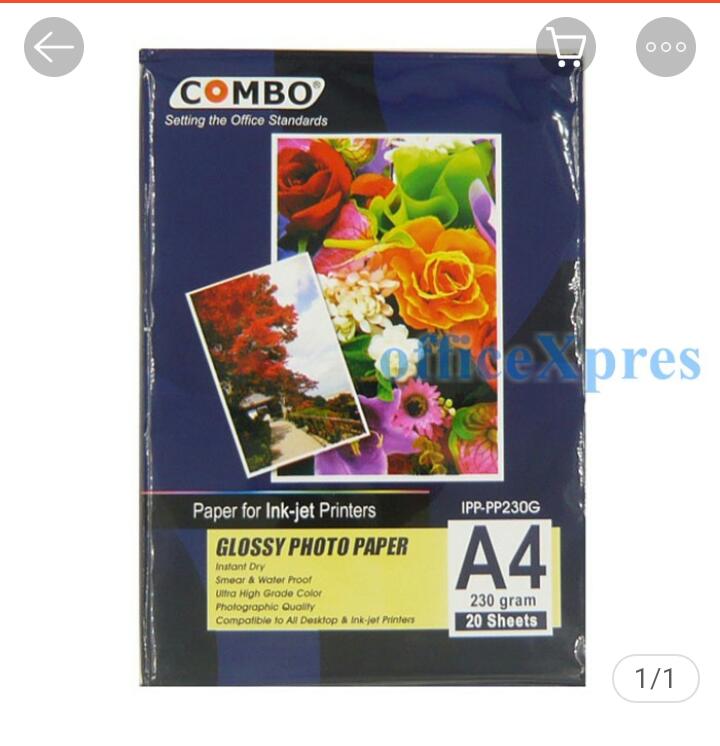 COMBO®
Setting the Office Standards
officeXpres
Paper for Ink-jet Printers
IPP-PP230G
GLOSSY PHOTO PAPER
Instant Dry
Smear & Water Proof
Ultra High Grade Color
Photographic Quality
Compatible to All Desktop & Ink-jet Printers
A4
230 gram
20 Sheets
1/1